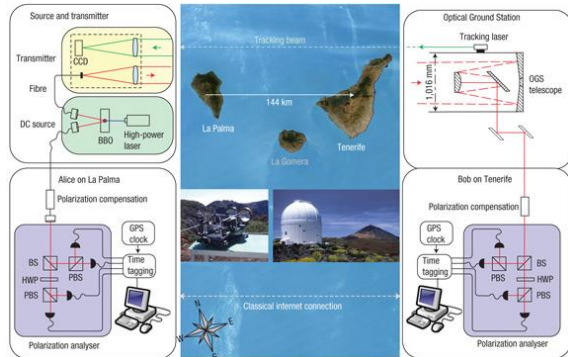 Source and transmitter
CCD
Transmitter
Fibre
DC source
BBO
High-power
laser
Alice on La Palma
Polarization compensation
GPS
clock
BS
PBS
Time
tagging
HWP
PBS
Polarization analyser
Tracking beam
144 km
La Palma
La Gomera
Tenerife
N
E
S
W
Classical internet connection
Optical Ground Station
Tracking laser
1,016 mm
OGS
telescope
Bob on Tenerife
Polarization compensation
GPS
clock
Time
tagging
PBS
BS
HWP
PBS
Polarization analyser